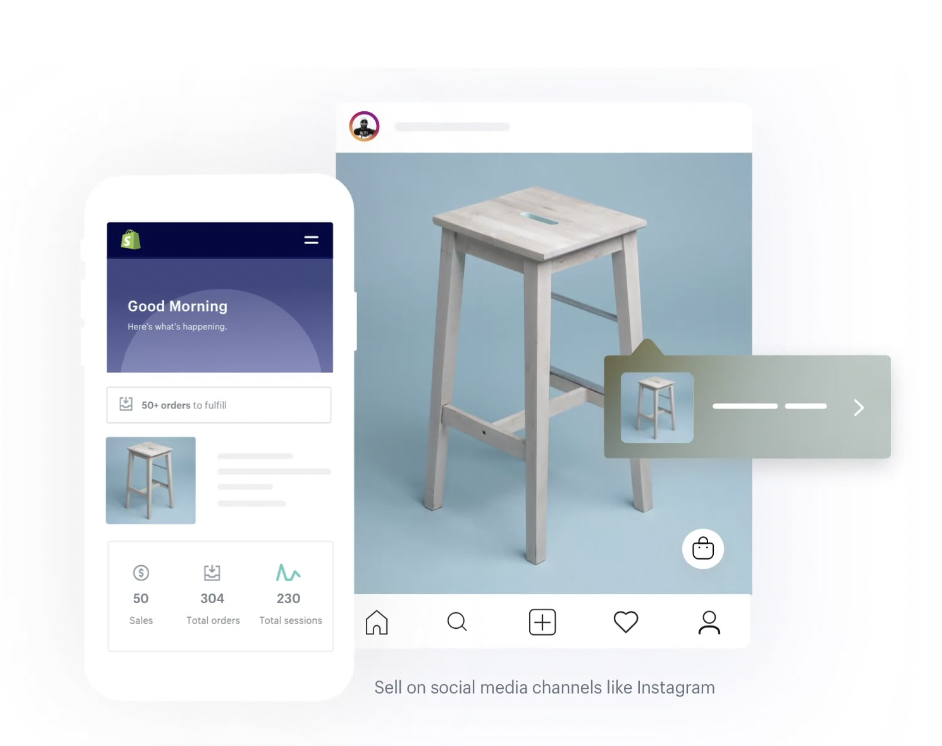 Good Morning
Here's what's happening.
50+ orders to fulfill
50 304 230
Sales Total orders Total sessions
Sell on social media channels like Instagram